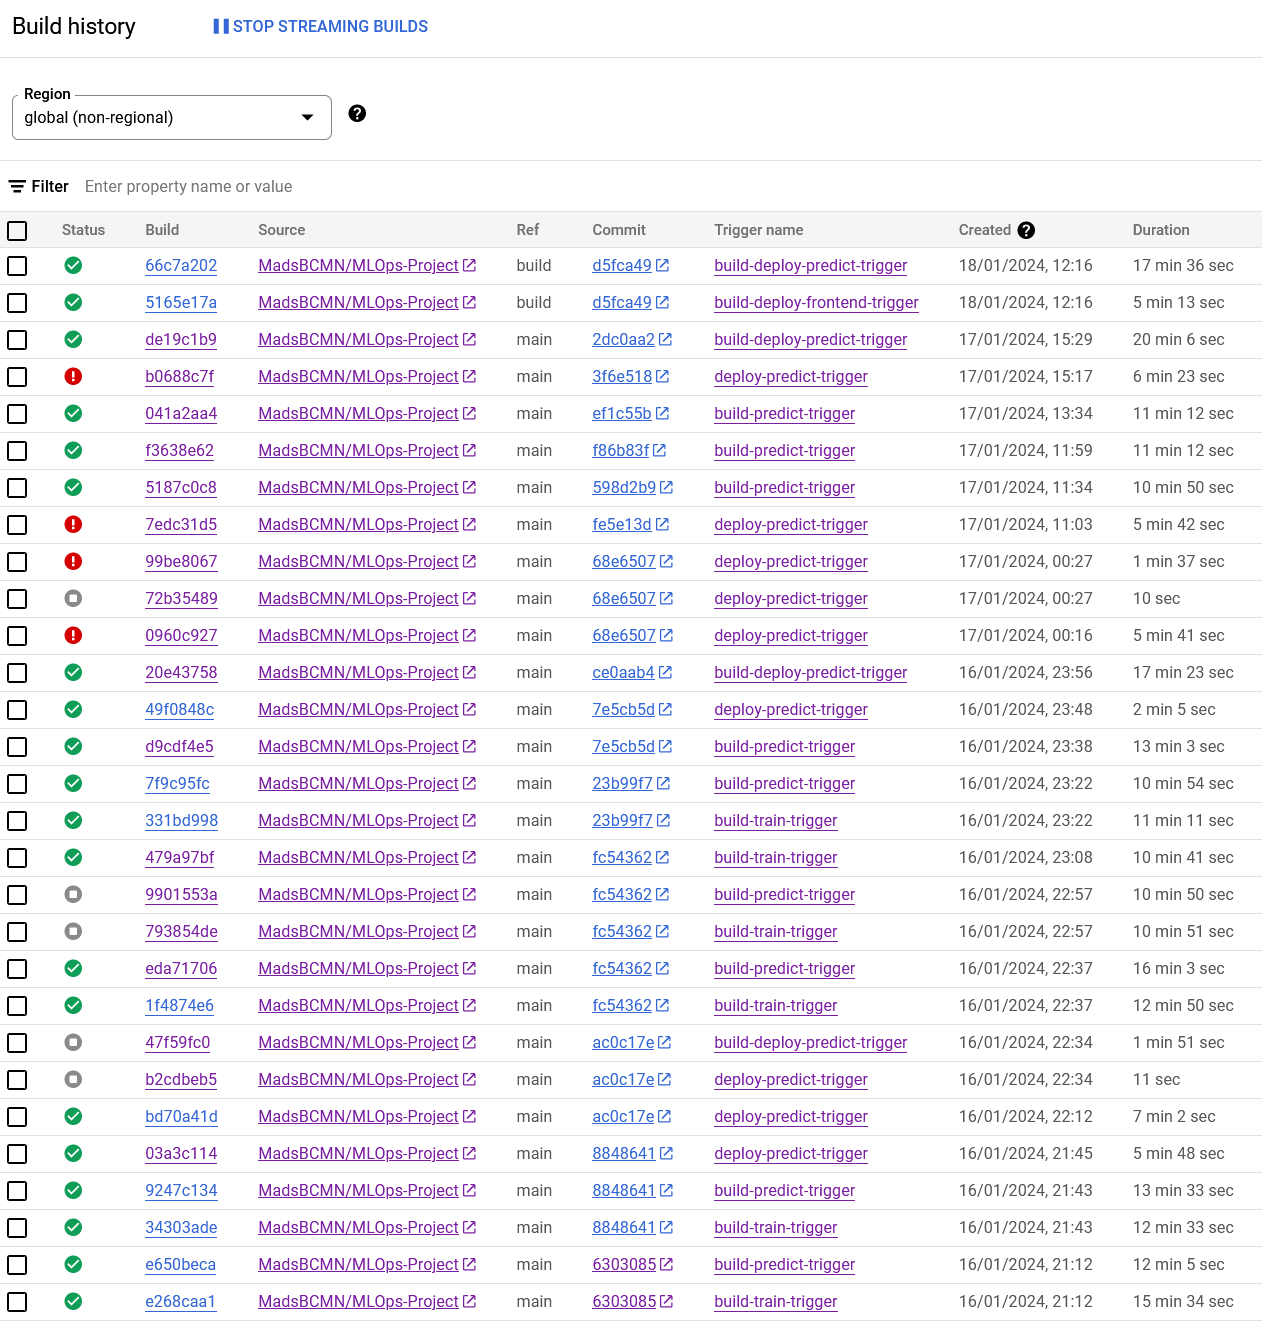 Build history STOP STREAMING BUILDS
Region
global (non-regional)
Filter Enter property name or value
Status Build Source Ref Commit Trigger name Created Duration
66c7a202 MadsBCMN/MLOps-Project build d5fca49 build-deploy-predict-trigger 18/01/2024, 12:16 17 min 36 sec
5165e17a MadsBCMN/MLOps-Project build d5fca49 build-deploy-frontend-trigger 18/01/2024, 12:16 5 min 13 sec
de19c1b9 MadsBCMN/MLOps-Project main 2dc0aa2 build-deploy-predict-trigger 17/01/2024, 15:29 20 min 6 sec
b0688c7f MadsBCMN/MLOps-Project main 3f6e518 deploy-predict-trigger 17/01/2024, 15:17 6 min 23 sec
041a2aa4 MadsBCMN/MLOps-Project main ef1c55b build-predict-trigger 17/01/2024, 13:34 11 min 12 sec
f3638e62 MadsBCMN/MLOps-Project main f86b83f build-predict-trigger 17/01/2024, 11:59 11 min 12 sec
5187c0c8 MadsBCMN/MLOps-Project main 598d2b9 build-predict-trigger 17/01/2024, 11:34 10 min 50 sec
7edc31d5 MadsBCMN/MLOps-Project main fe5e13d deploy-predict-trigger 17/01/2024, 11:03 5 min 42 sec
99be8067 MadsBCMN/MLOps-Project main 68e6507 deploy-predict-trigger 17/01/2024, 00:27 1 min 37 sec
72b35489 MadsBCMN/MLOps-Project main 68e6507 deploy-predict-trigger 17/01/2024, 00:27 10 sec
0960c927 MadsBCMN/MLOps-Project main 68e6507 deploy-predict-trigger 17/01/2024, 00:16 5 min 41 sec
20e43758 MadsBCMN/MLOps-Project main ce0aab4 build-deploy-predict-trigger 16/01/2024, 23:56 17 min 23 sec
49f0848c MadsBCMN/MLOps-Project main 7e5cb5d deploy-predict-trigger 16/01/2024, 23:48 2 min 5 sec
d9cdf4e5 MadsBCMN/MLOps-Project main 7e5cb5d build-predict-trigger 16/01/2024, 23:38 13 min 3 sec
7f9c95fc MadsBCMN/MLOps-Project main 23b99f7 build-predict-trigger 16/01/2024, 23:22 10 min 54 sec
331bd998 MadsBCMN/MLOps-Project main 23b99f7 build-train-trigger 16/01/2024, 23:22 11 min 11 sec
479a97bf MadsBCMN/MLOps-Project main fc54362 build-train-trigger 16/01/2024, 23:08 10 min 41 sec
9901553a MadsBCMN/MLOps-Project main fc54362 build-predict-trigger 16/01/2024, 22:57 10 min 50 sec
793854de MadsBCMN/MLOps-Project main fc54362 build-train-trigger 16/01/2024, 22:57 10 min 51 sec
eda71706 MadsBCMN/MLOps-Project main fc54362 build-predict-trigger 16/01/2024, 22:37 16 min 3 sec
1f4874e6 MadsBCMN/MLOps-Project main fc54362 build-train-trigger 16/01/2024, 22:37 12 min 50 sec
47f59fc0 MadsBCMN/MLOps-Project main ac0c17e build-deploy-predict-trigger 16/01/2024, 22:34 1 min 51 sec
b2cdbeb5 MadsBCMN/MLOps-Project main ac0c17e deploy-predict-trigger 16/01/2024, 22:34 11 sec
bd70a41d MadsBCMN/MLOps-Project main ac0c17e deploy-predict-trigger 16/01/2024, 22:12 7 min 2 sec
03a3c114 MadsBCMN/MLOps-Project main 8848641 deploy-predict-trigger 16/01/2024, 21:45 5 min 48 sec
9247c134 MadsBCMN/MLOps-Project main 8848641 build-predict-trigger 16/01/2024, 21:43 13 min 33 sec
34303ade MadsBCMN/MLOps-Project main 8848641 build-train-trigger 16/01/2024, 21:43 12 min 33 sec
e650beca MadsBCMN/MLOps-Project main 6303085 build-predict-trigger 16/01/2024, 21:12 12 min 5 sec
e268caa1 MadsBCMN/MLOps-Project main 6303085 build-train-trigger 16/01/2024, 21:12 15 min 34 sec